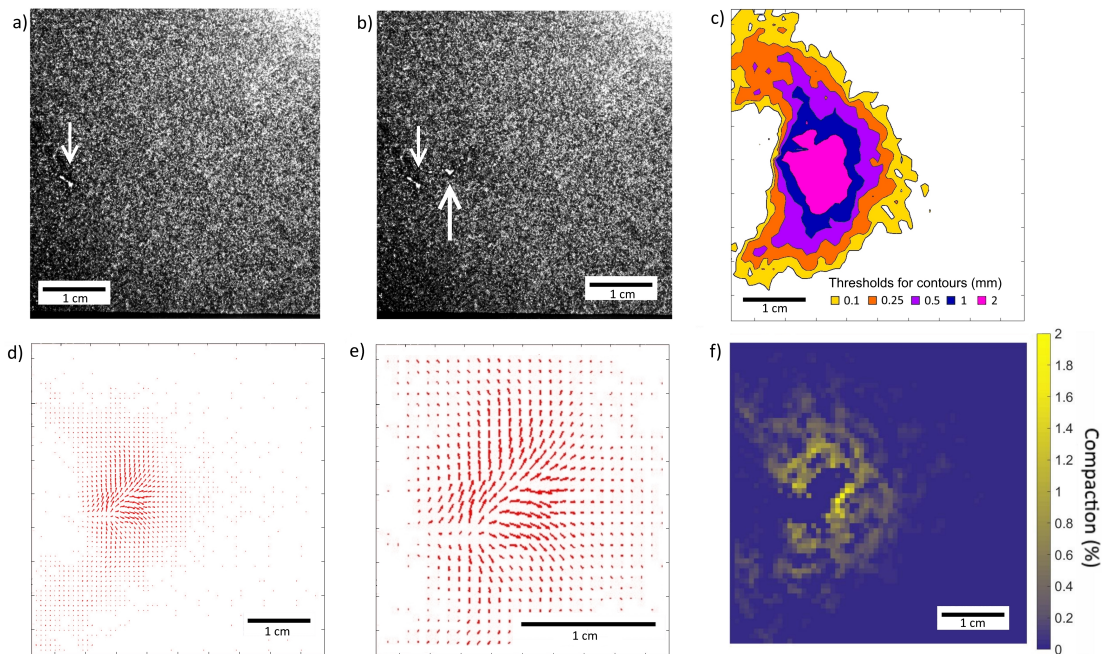 a)
b)
c)
1 cm
1 cm
Thresholds for contours (mm)
0.1 0.25 0.5 1 2
1 cm
d)
e)
f)
1 cm
1 cm
1 cm
2
1.8
1.6
1.4
1.2
1
0.8
0.6
0.4
0.2
0
Compaction (%)